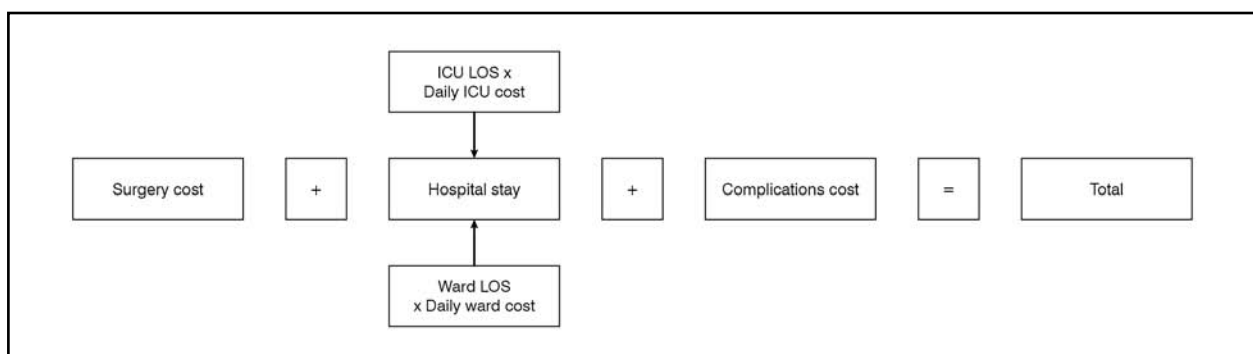 ICU LOS x
Daily ICU cost
Surgery cost
+
Hospital stay
+
Complications cost
=
Total
Ward LOS
x Daily ward cost